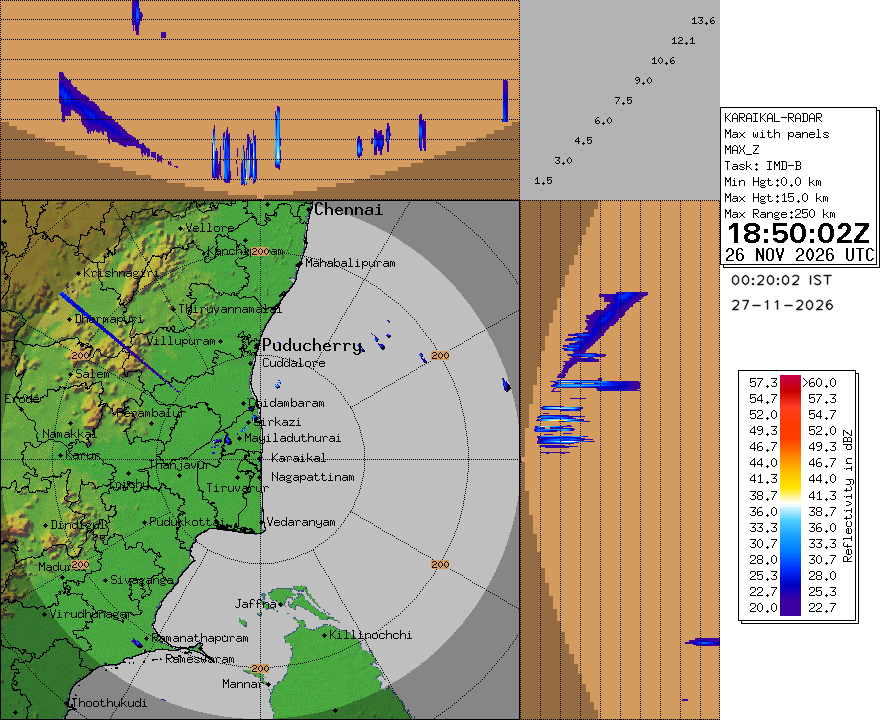 13.6
12.1
10.6
9.0
7.5
6.0
4.5
3.0
1.5
KARAIKAL-RADAR
Max with panels
MAX_Z
Task: IMD-B
Min Hgt:0.0 km
Max Hgt:15.0 km
Max Range:250 km
18:50:02Z
26 NOV 2026 UTC
00:20:02 IST
27-11-2026
Chennai
Vellore
200
Mahabalipuram
Krishnagiri
Thiruvannamalai
Dharmapuri
Villupuram
Puducherry
200
200
Cuddalore
Salem
Erode
Chidambaram
Perambalur
Sirkazi
Namakkal
Mayiladuthurai
Karur
Karaikal
Thanjavur
Nagapattinam
Tiruvarur
Dindigul
Pudukkottai
Vedaranyam
Madurai
200
200
Sivaganga
Jaffna
Virudhunagar
Ramanathapuram
Killinochchi
Rameswaram
200
Mannar
Thoothukudi
57.3 >60.0
54.7 57.3
52.0 54.7
49.3 52.0
46.7 49.3
44.0 46.7
41.3 44.0
38.7 41.3
36.0 38.7
33.3 36.0
30.7 33.3
28.0 30.7
25.3 28.0
22.7 25.3
20.0 22.7
Reflectivity in dBZ